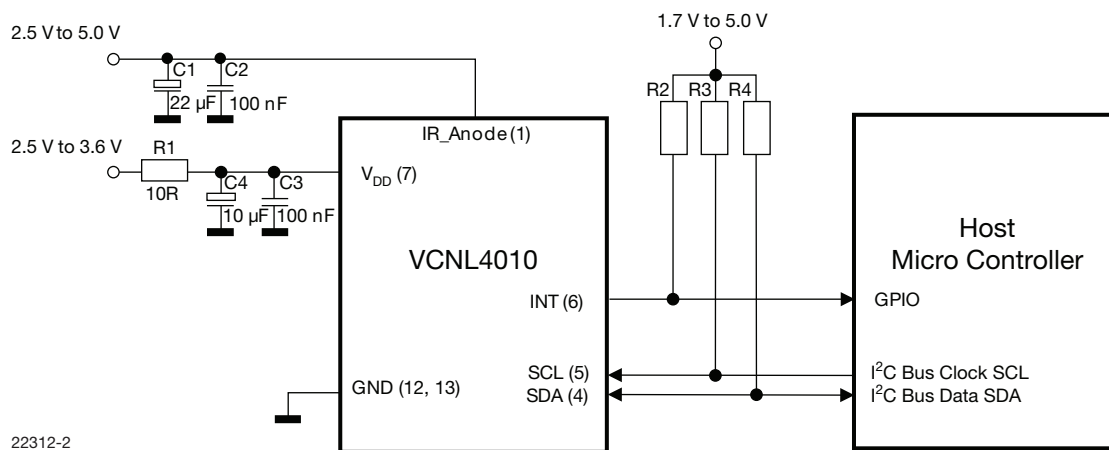 2.5 V to 5.0 V
1.7 V to 5.0 V
C1
C2
22 µF
100 nF
R2
R3
R4
IR_Anode (1)
2.5 V to 3.6 V
R1
10R
C4
C3
10 µF
100 nF
VDD (7)
VCNL4010
Host
Micro Controller
INT (6)
GPIO
GND (12, 13)
SCL (5)
SDA (4)
I²C Bus Clock SCL
I²C Bus Data SDA
22312-2